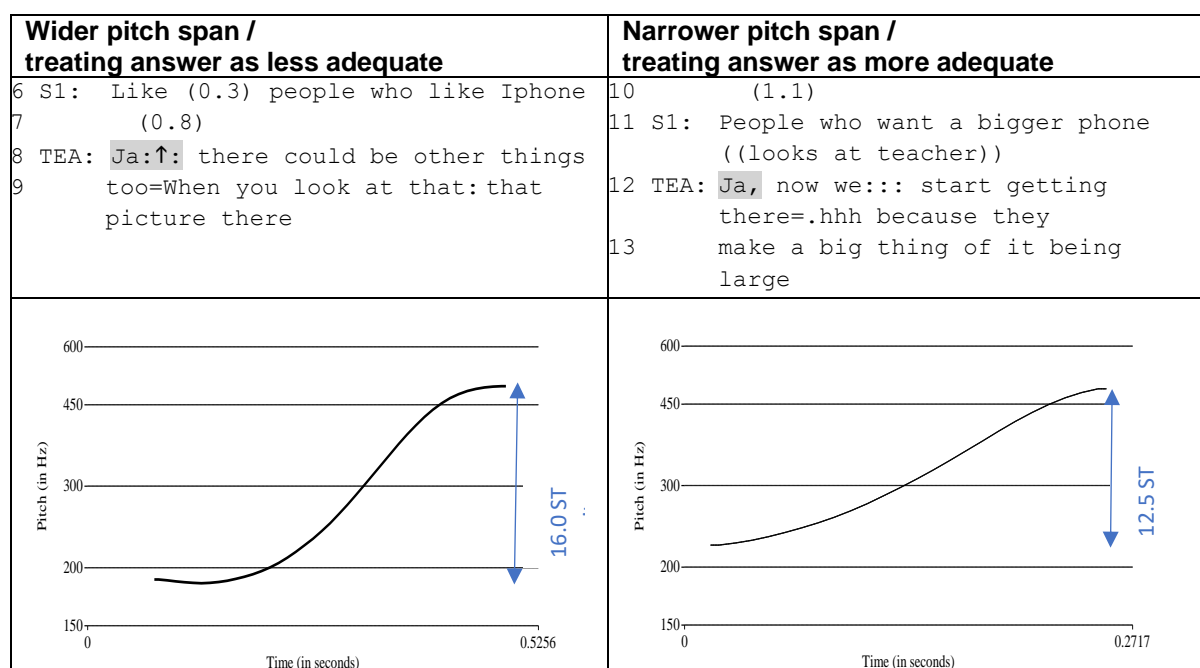 Wider pitch span /
treating answer as less adequate
6 S1: Like (0.3) people who like Iphone
7 (0.8)
8 TEA: Ja:↑: there could be other things
9 too=When you look at that: that
picture there
Narrower pitch span /
treating answer as more adequate
10 (1.1)
11 S1: People who want a bigger phone
((looks at teacher))
12 TEA: Ja, now we::: start getting
there=.hhh because they
13 make a big thing of it being
large
600
450
300
200
150
Pitch (in Hz)
0
0.5256
Time (in seconds)
16.0 ST
600
450
300
200
150
Pitch (in Hz)
0
0.2717
Time (in seconds)
12.5 ST